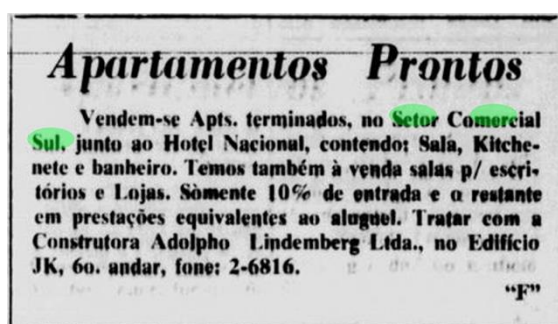 Apartamentos Prontos
Vendem-se Apts. terminados, no Setor Comercial
Sul, junto ao Hotel Nacional, contendo: Sala, Kitche-
nete e banheiro. Temos também à venda salas p/ escri-
tórios e Lojas. Sòmente 10% de entrada e o restante
em prestações equivalentes ao aluguel. Tratar com a
Construtora Adolpho Lindemberg Ltda., no Edifício
JK, 6o. andar, fone: 2-6816.
"F"